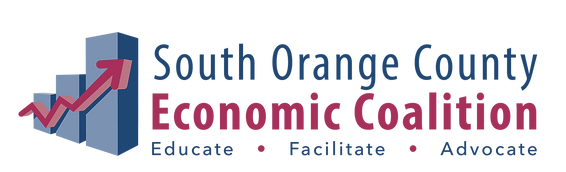 South Orange County
Economic Coalition
Educate • Facilitate • Advocate